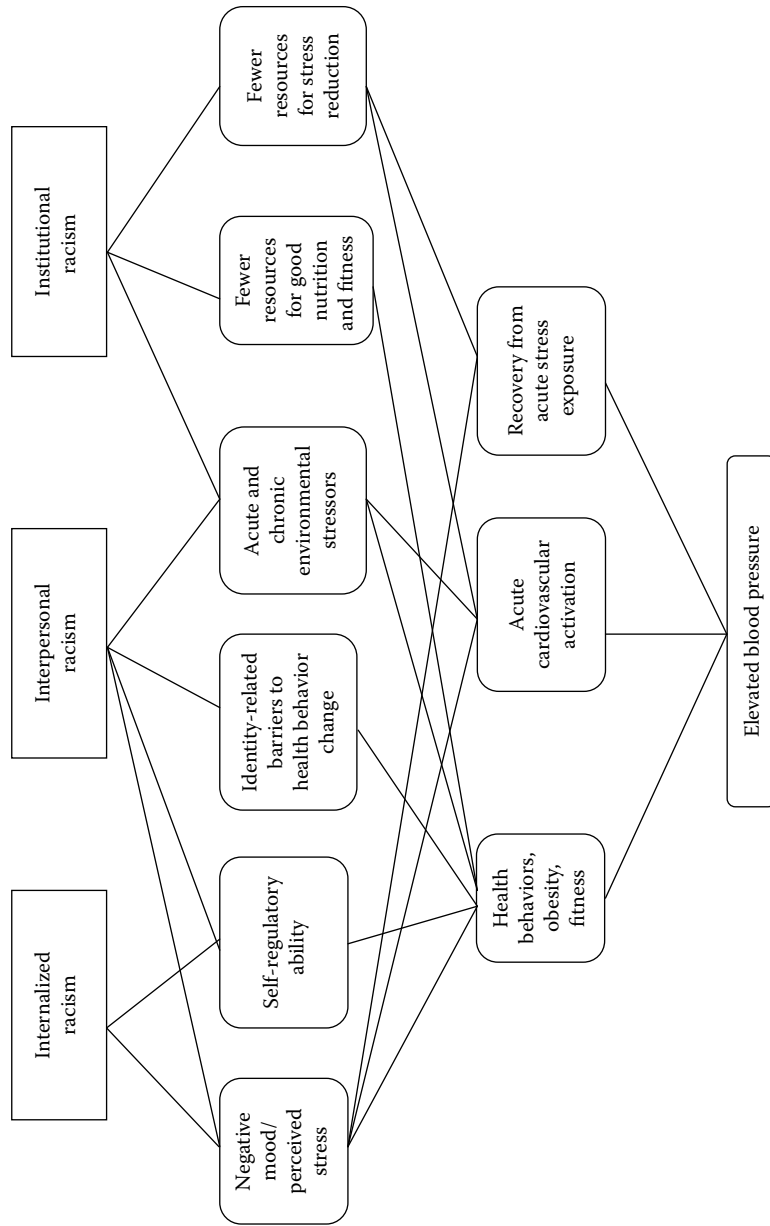 Internalized
racism
Interpersonal
racism
Institutional
racism
Negative
mood/
perceived
stress
Self-regulatory
ability
Identity-related
barriers to
health behavior
change
Acute and
chronic
environmental
stressors
Fewer
resources
for good
nutrition
and fitness
Fewer
resources
for stress
reduction
Health
behaviors,
obesity,
fitness
Acute
cardiovascular
activation
Recovery from
acute stress
exposure
Elevated blood pressure